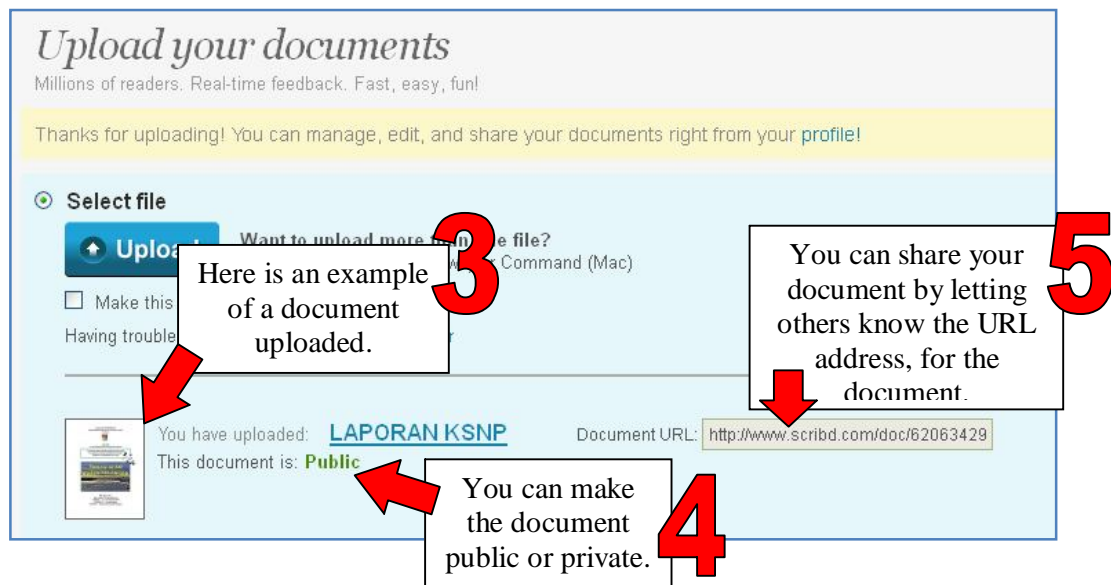 Upload your documents
Millions of readers. Real-time feedback. Fast, easy, fun!
Thanks for uploading! You can manage, edit, and share your documents right from your profile!
Select file
Upload
Want to upload more than one file?
Command (Mac)
Make this
Having trouble
3
Here is an example
of a document
uploaded.
5
You can share your
document by letting
others know the URL
address, for the
document.
You have uploaded: LAPORAN KSNP
Document URL: http://www.scribd.com/doc/62063429
This document is: Public
4
You can make
the document
public or private.